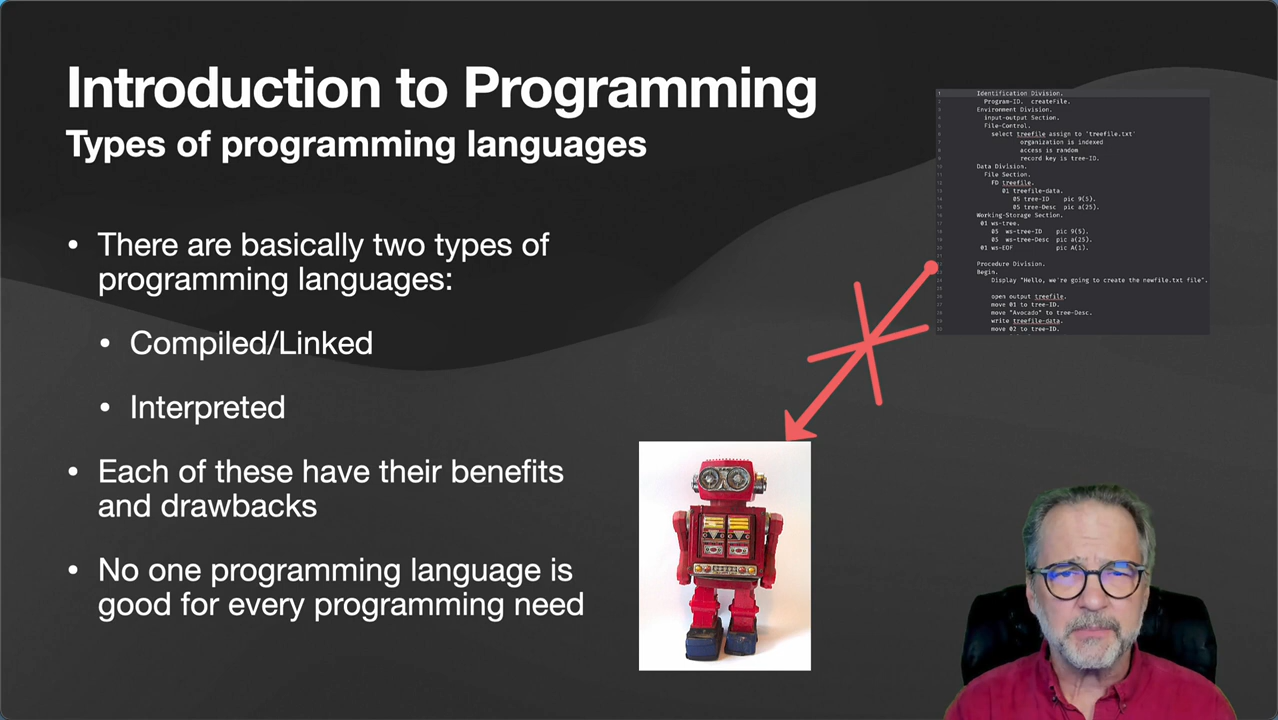 Introduction to Programming
Types of programming languages
• There are basically two types of
programming languages:
• Compiled/Linked
• Interpreted
• Each of these have their benefits
and drawbacks
• No one programming language is
good for every programming need
Identification Division.
Program-ID. createFile.
Environment Division.
input-output Section.
File-Control.
select treefile assign to 'treefile.txt'
organization is indexed
access is random
record key is tree-ID.
Data Division.
File Section.
FD treefile.
01 treefile-data.
05 tree-ID pic 9(5).
05 tree-Desc pic a(25).
Working-Storage Section.
01 ws-tree.
05 ws-tree-ID pic 9(5).
05 ws-tree-Desc pic a(25).
01 ws-EOF pic A(1).
Procedure Division.
Begin.
Display "Hello, we're going to create the newfile.txt file".
open output treefile.
move 01 to tree-ID.
move "Avocado" to tree-Desc.
write treefile-data.
move 02 to tree-ID.